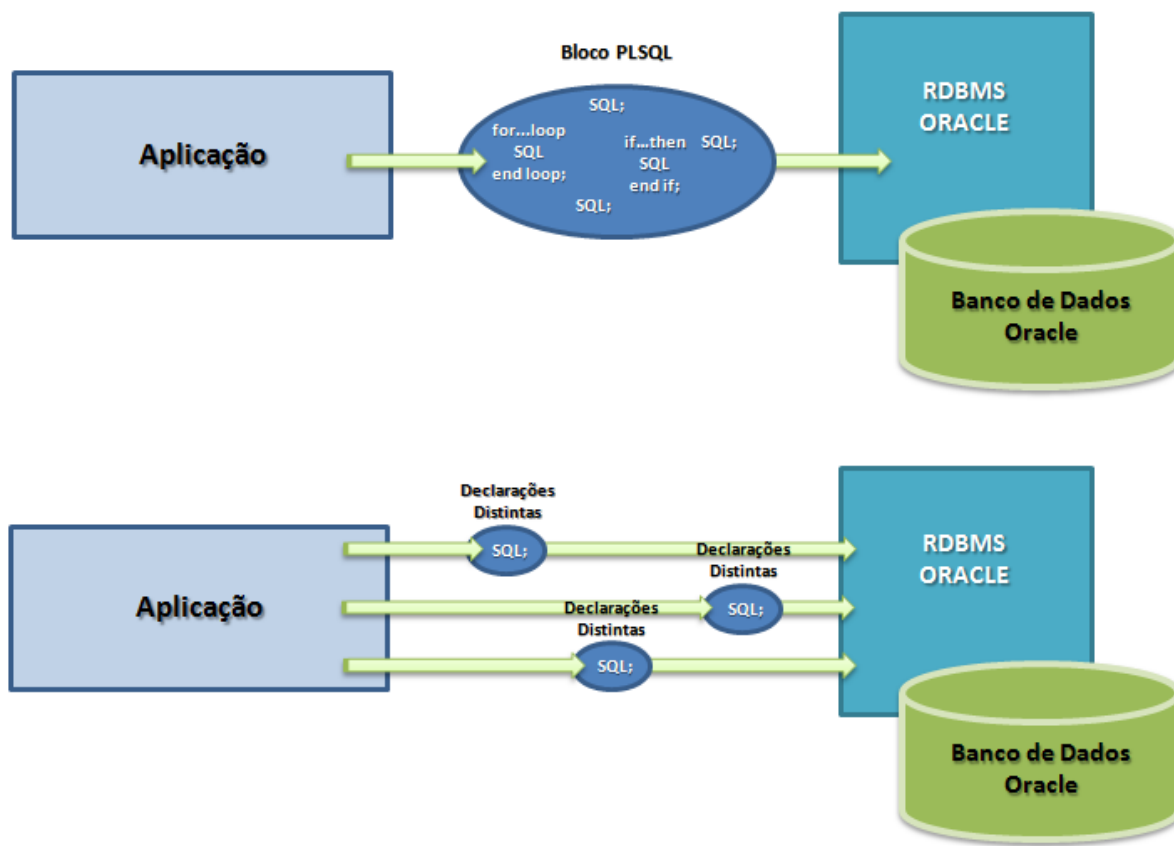 Bloco PLSQL
Aplicação
SQL;
for...loop
SQL
end loop;
if...then SQL;
SQL
end if;
SQL;
RDBMS
ORACLE
Banco de Dados
Oracle
Aplicação
Declarações
Distintas
SQL;
Declarações
Distintas
SQL;
Declarações
Distintas
SQL;
RDBMS
ORACLE
Banco de Dados
Oracle